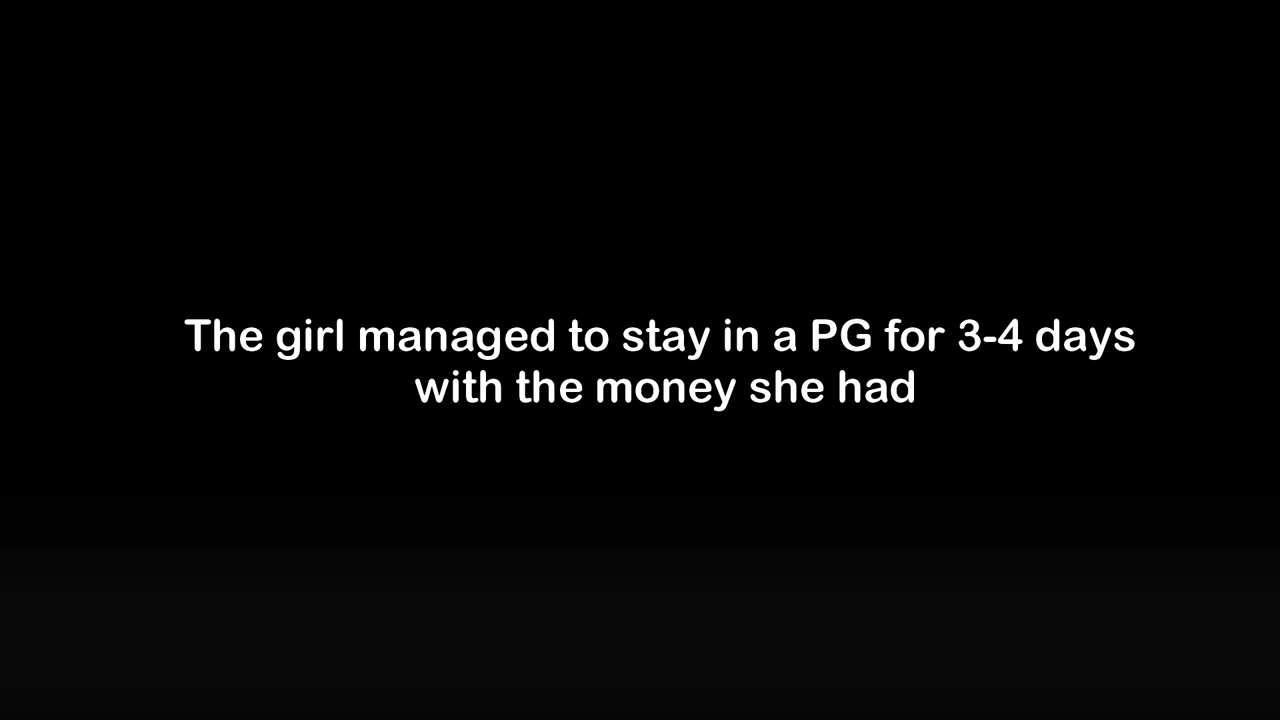 The girl managed to stay in a PG for 3-4 days
with the money she had